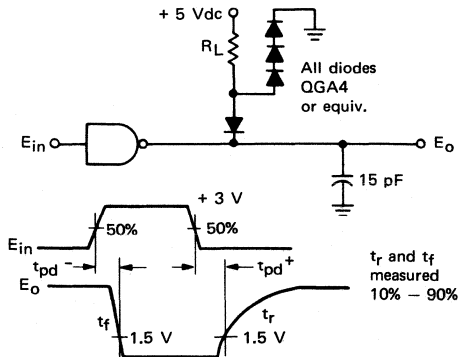 + 5 Vdc
R_L
All diodes
QGA4
or equiv.
E_in
E_o
15 pF
+ 3 V
E_in
50%
50%
t_pd^-
t_pd^+
t_r and t_f
measured
10% – 90%
E_o
t_f
1.5 V
t_r
1.5 V